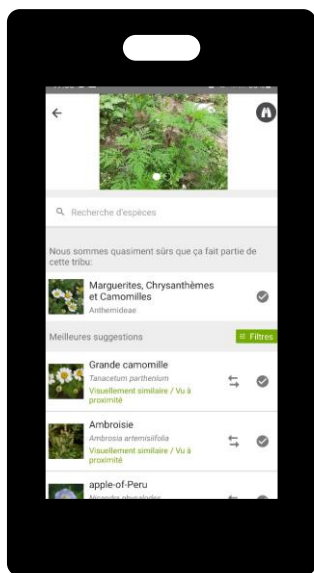 Recherche d'espèces
Nous sommes quasiment sûrs que ça fait partie de
cette tribu:
Marguerites, Chrysanthèmes
et Camomilles
Anthemideae
Meilleures suggestions
Filtres
Grande camomille
Tanacetum parthenium
Visuellement similaire / Vu à
proximité
Ambroisie
Ambrosia artemisiifolia
Visuellement similaire / Vu à
proximité
apple-of-Peru
Nicandra physalodes